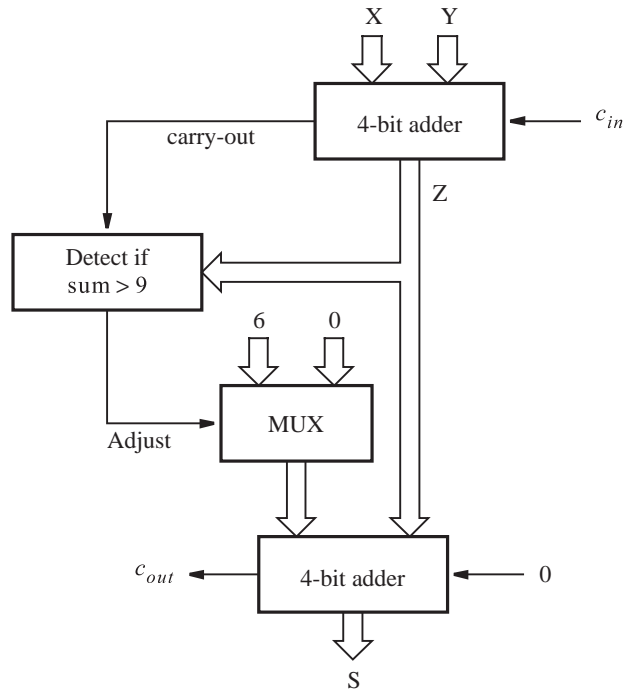 X
Y
4-bit adder
c_in
carry-out
Z
Detect if
sum > 9
6
0
MUX
Adjust
c_out
4-bit adder
0
S